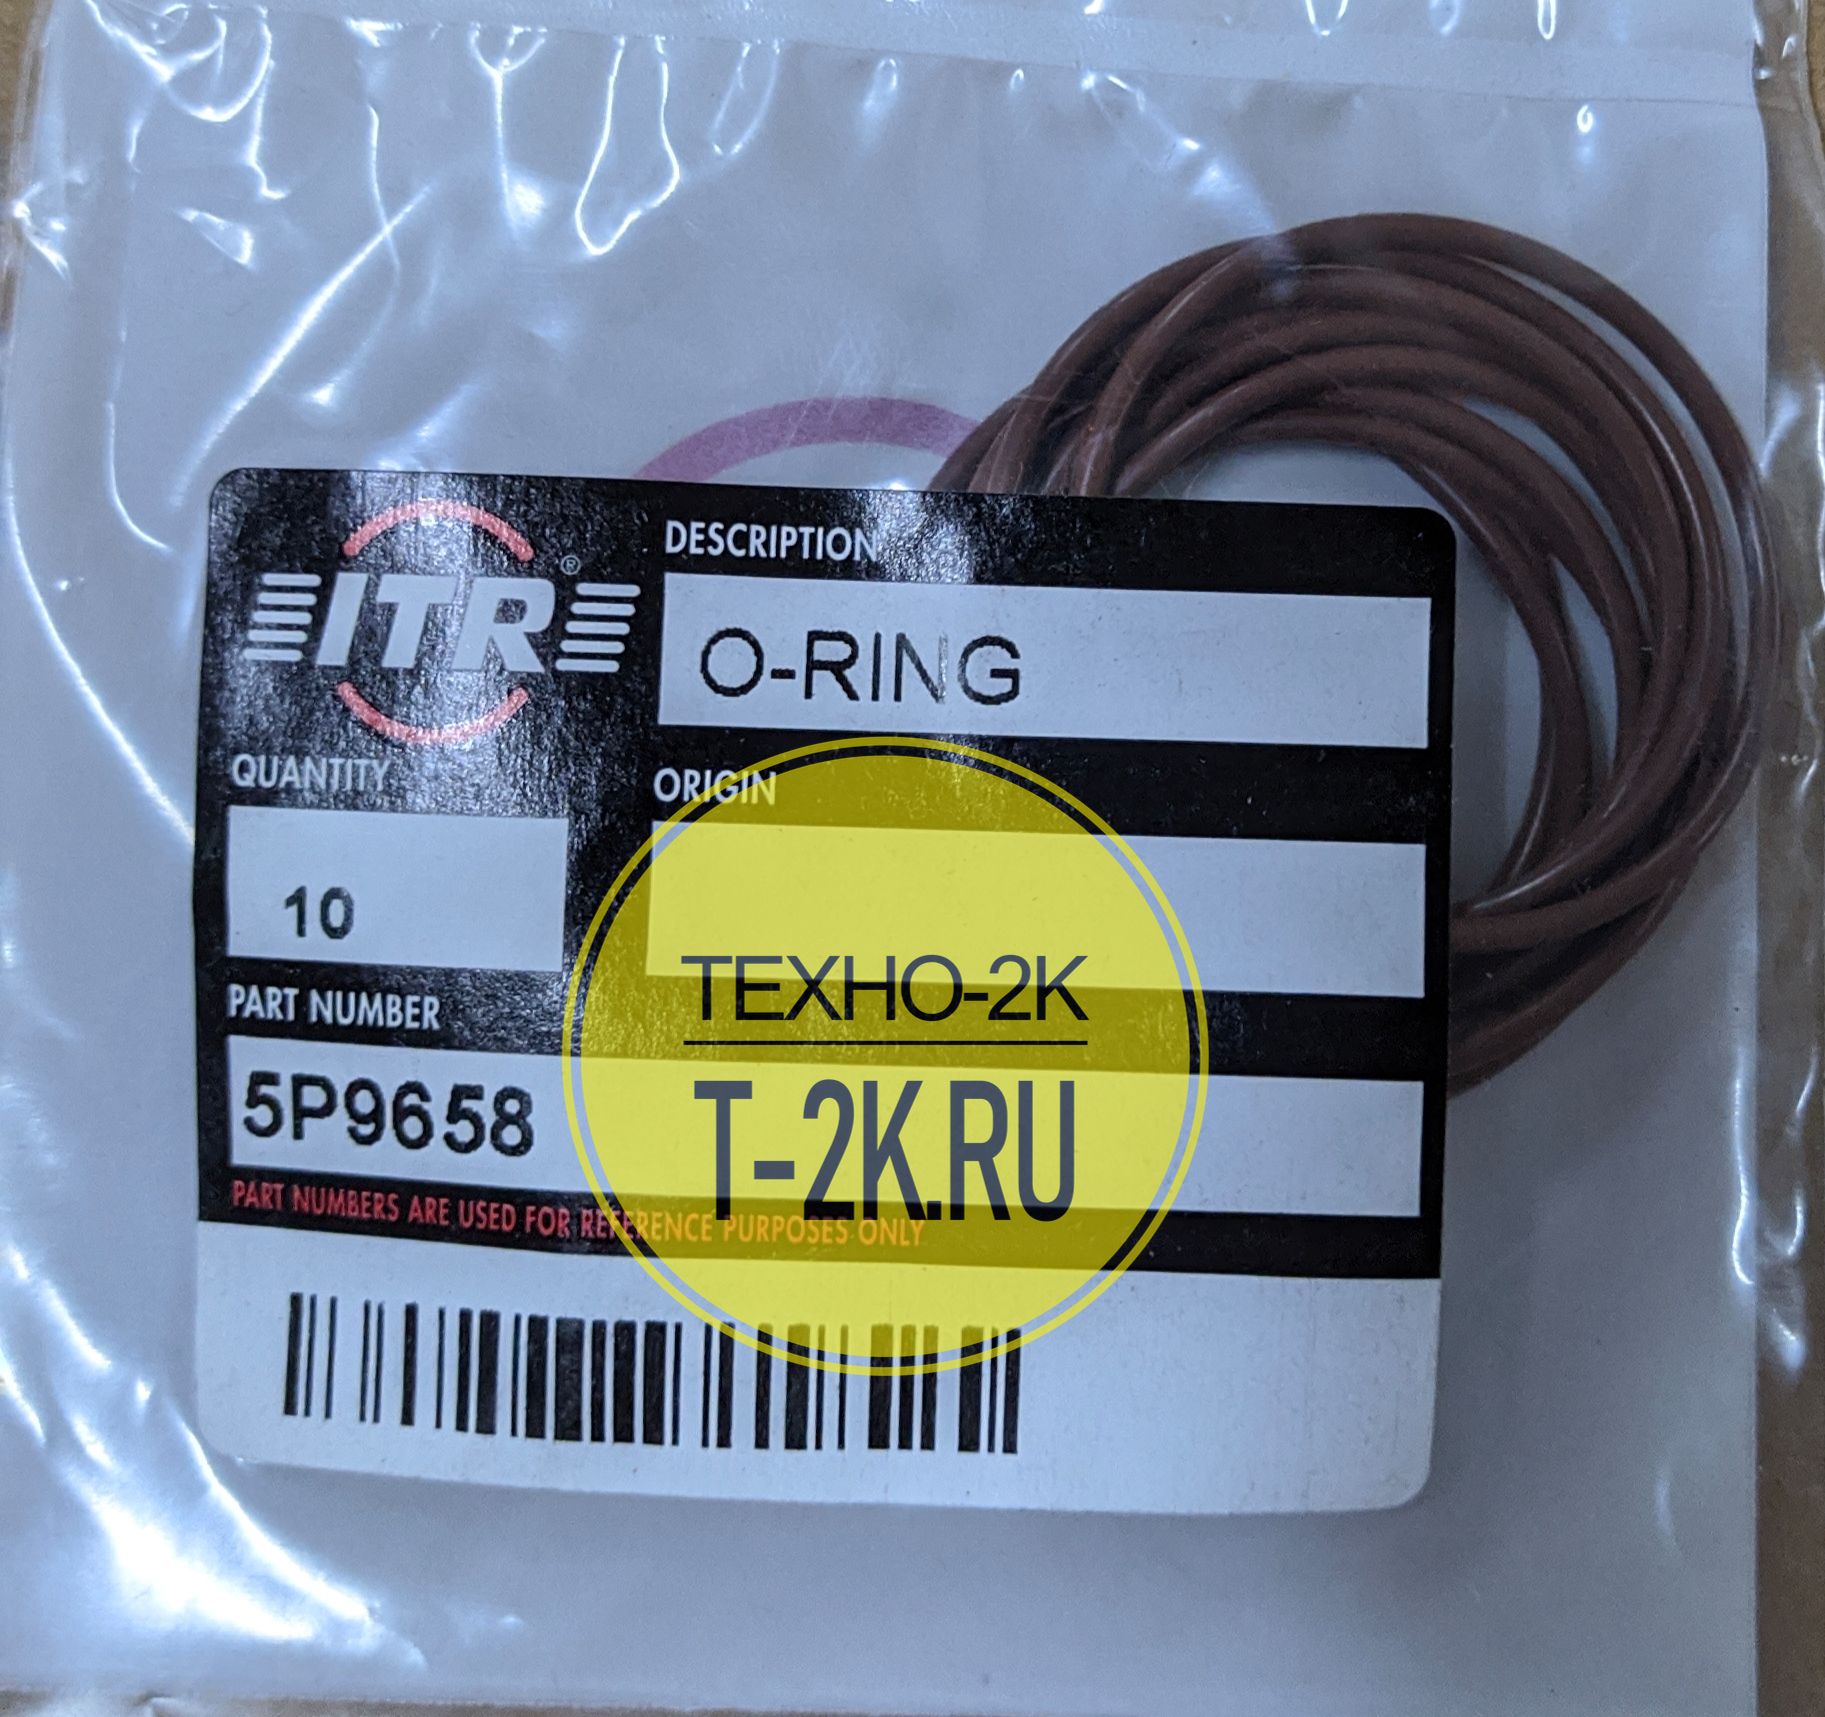 ITR®
DESCRIPTION
O-RING
QUANTITY
ORIGIN
10
ТЕХНО-2К
PART NUMBER
5P9658
T-2K.RU
PART NUMBERS ARE USED FOR REFERENCE PURPOSES ONLY